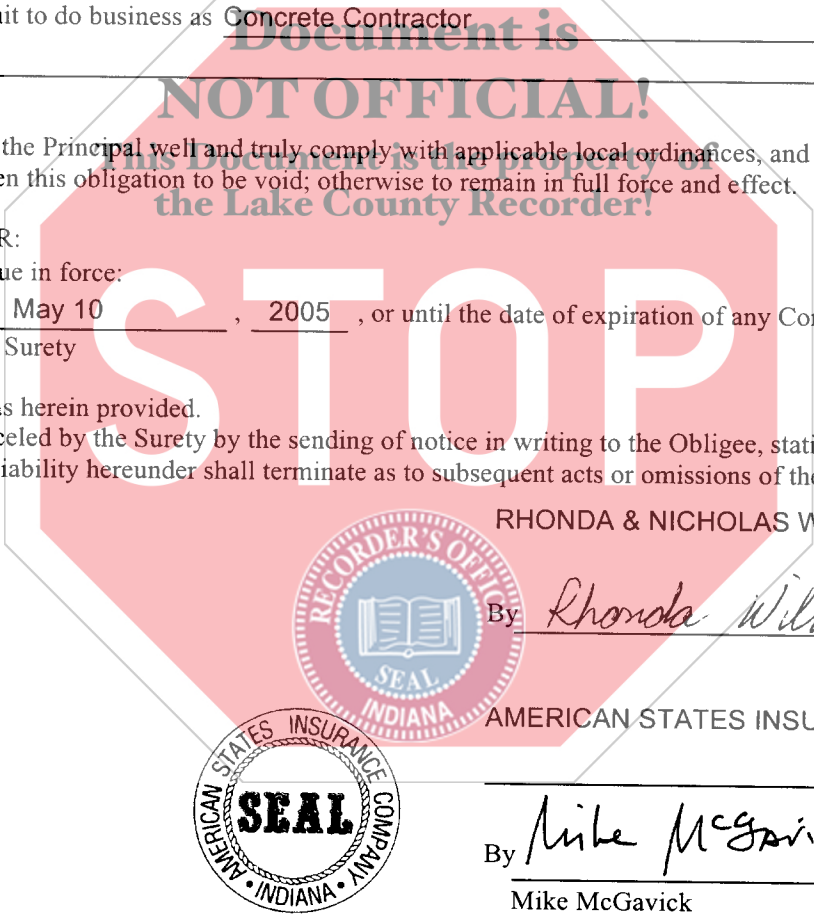 it to do business as Concrete Contractor
Document is
NOT OFFICIAL!
the Principal well and truly comply with applicable local ordinances, and
This Document is the property of
en this obligation to be void; otherwise to remain in full force and effect.
the Lake County Recorder!
R:
ue in force:
May 10 , 2005 , or until the date of expiration of any Con
Surety
STOP
s herein provided.
celed by the Surety by the sending of notice in writing to the Obligee, stati
iability hereunder shall terminate as to subsequent acts or omissions of the
RHONDA & NICHOLAS W
RECORDER'S OFFICE
SEAL
INDIANA
By Rhonda Wil
AMERICAN STATES INSU
AMERICAN STATES INSURANCE COMPANY
SEAL
• INDIANA •
By Mike McGavi
Mike McGavick